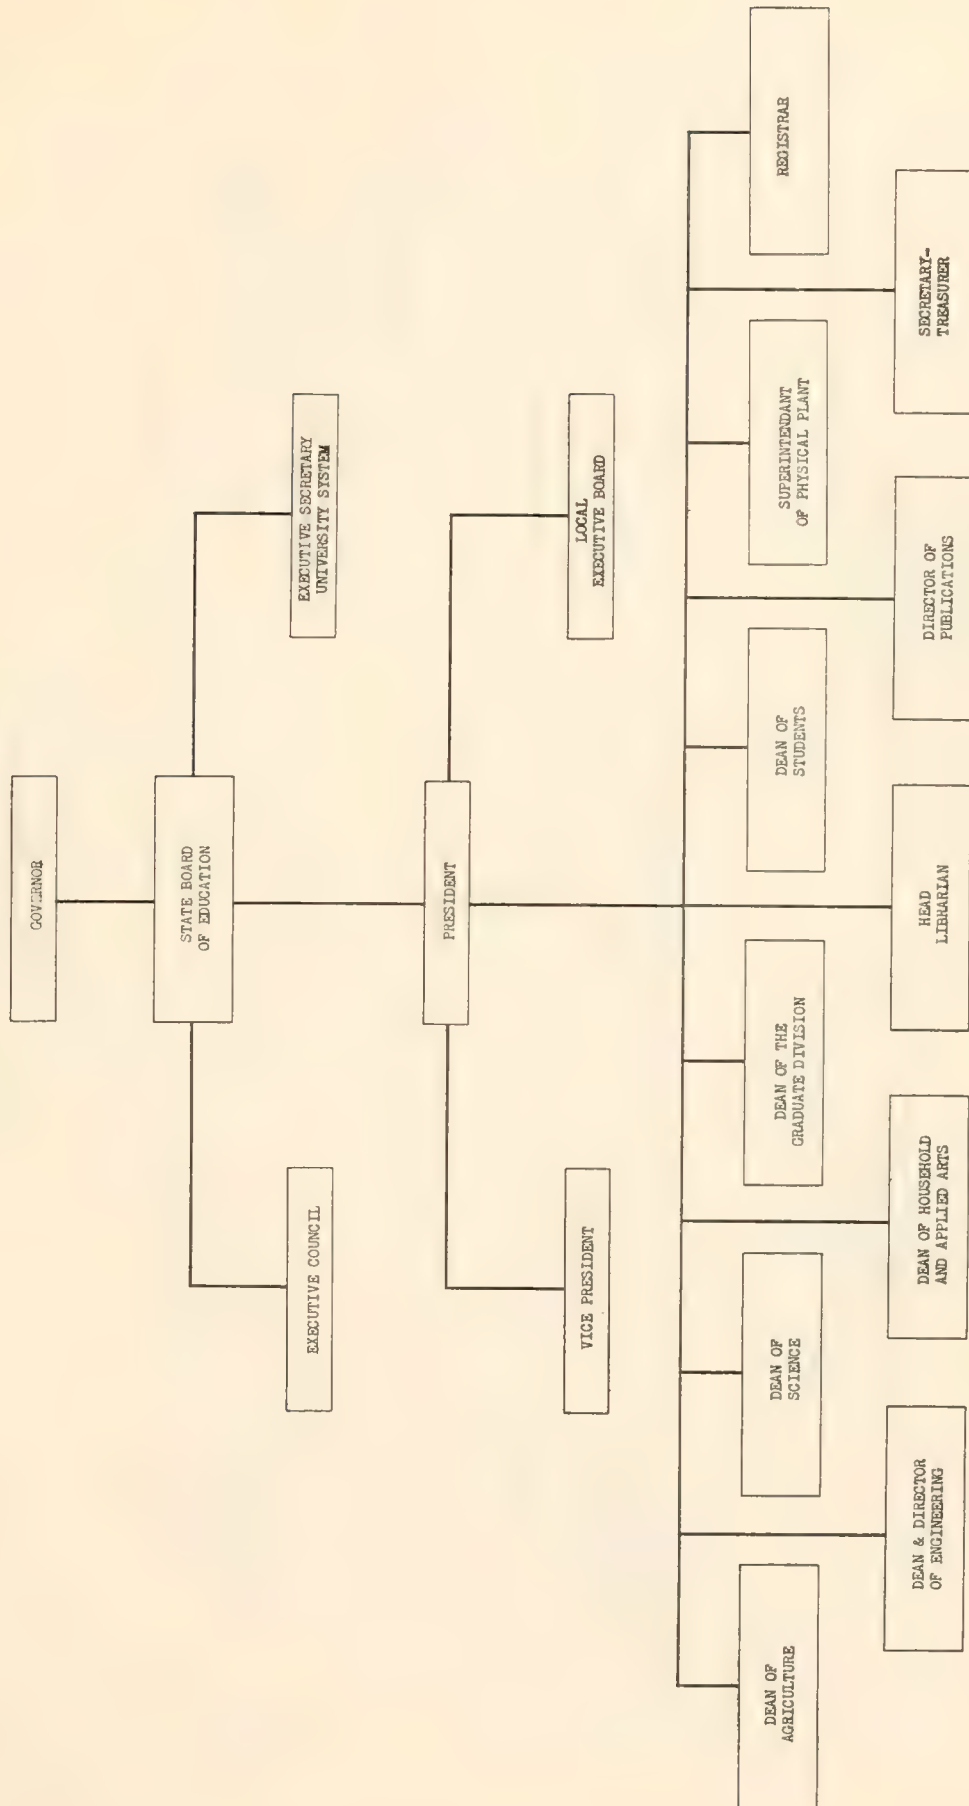 GOVERNOR
STATE BOARD
OF EDUCATION
EXECUTIVE COUNCIL
EXECUTIVE SECRETARY
UNIVERSITY SYSTEM
PRESIDENT
VICE PRESIDENT
LOCAL
EXECUTIVE BOARD
DEAN OF
AGRICULTURE
DEAN OF
SCIENCE
DEAN OF THE
GRADUATE DIVISION
DEAN OF
STUDENTS
SUPERINTENDANT
OF PHYSICAL PLANT
REGISTRAR
DEAN & DIRECTOR
OF ENGINEERING
DEAN OF HOUSEHOLD
AND APPLIED ARTS
HEAD
LIBRARIAN
DIRECTOR OF
PUBLICATIONS
SECRETARY-
TREASURER